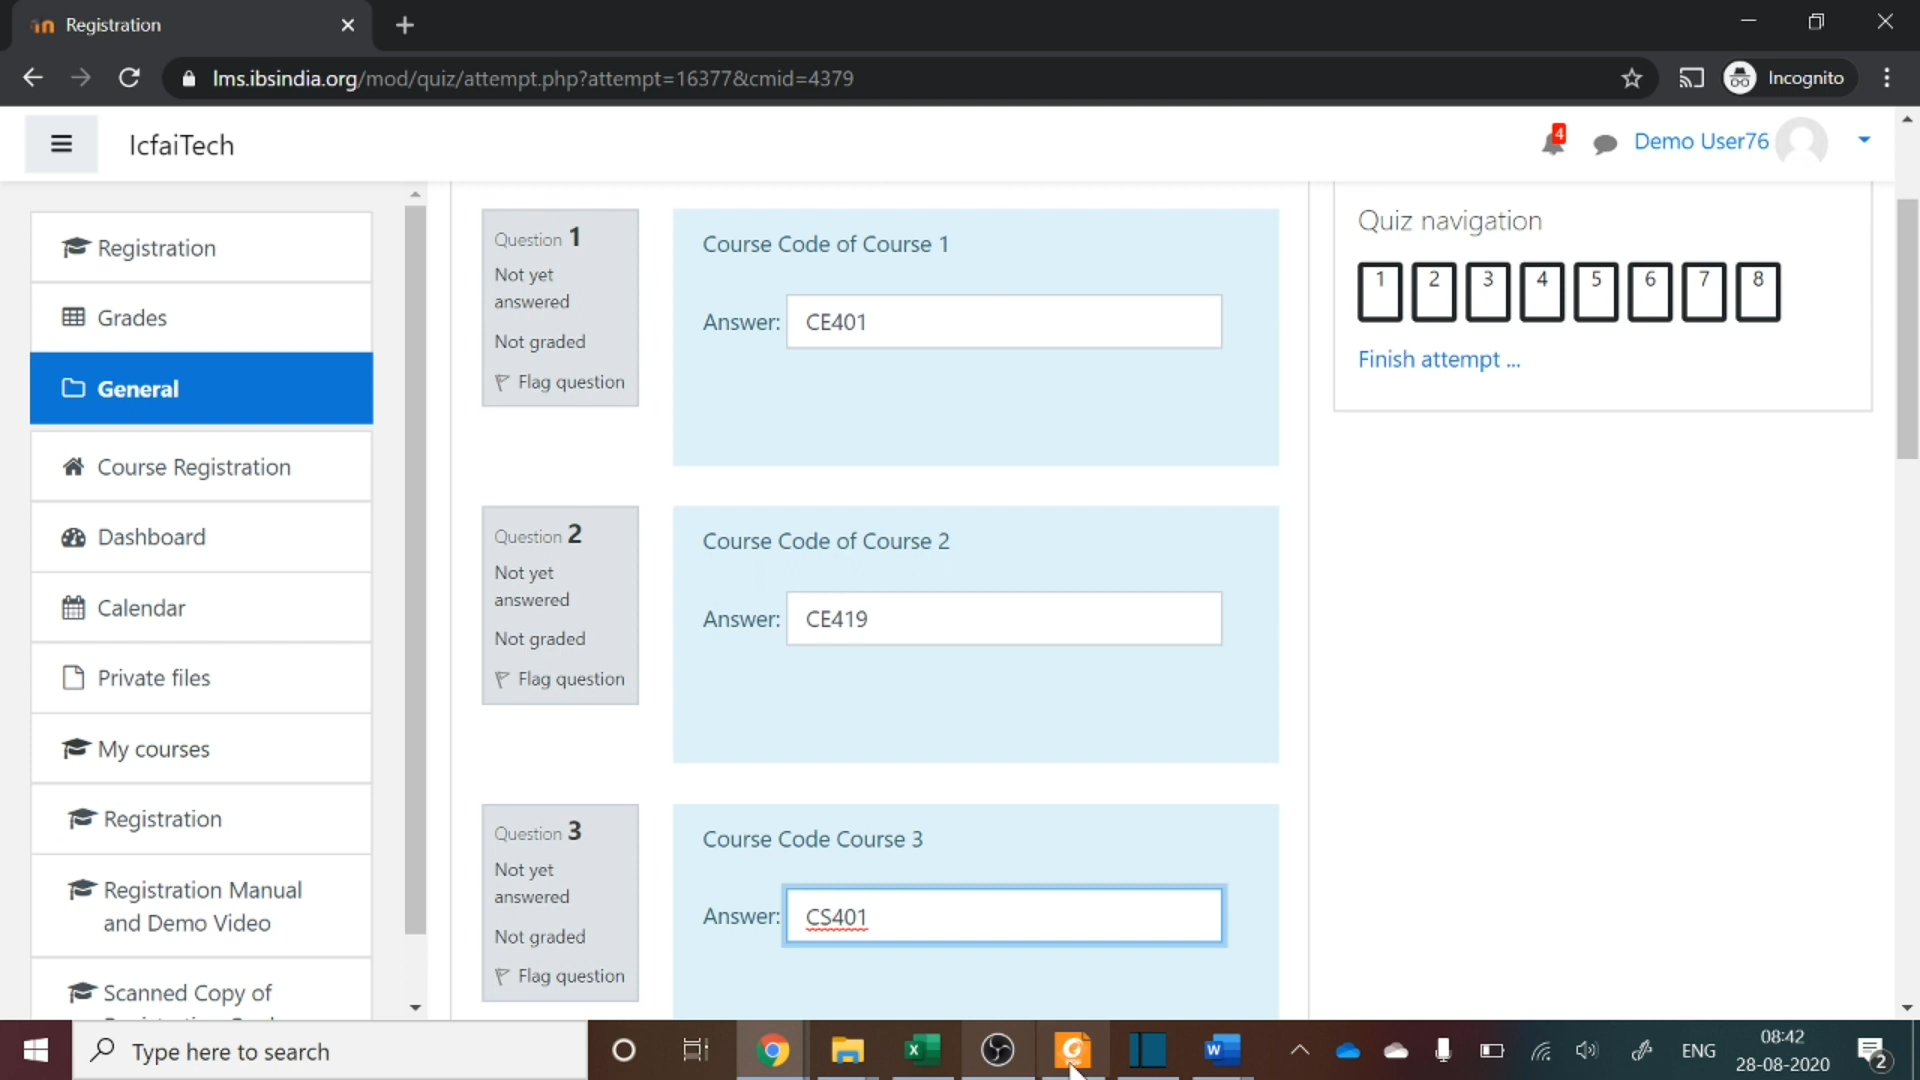 Registration
lms.ibsindia.org/mod/quiz/attempt.php?attempt=16377&cmid=4379
Incognito
IcfaiTech
4
Demo User76
Registration
Grades
General
Course Registration
Dashboard
Calendar
Private files
My courses
Registration
Registration Manual
and Demo Video
Scanned Copy of
Question 1
Not yet
answered
Not graded
Flag question
Course Code of Course 1
Answer: CE401
Question 2
Not yet
answered
Not graded
Flag question
Course Code of Course 2
Answer: CE419
Question 3
Not yet
answered
Not graded
Flag question
Course Code Course 3
Answer: CS401
Quiz navigation
1 2 3 4 5 6 7 8
Finish attempt ...
Type here to search
ENG
08:42
28-08-2020
2